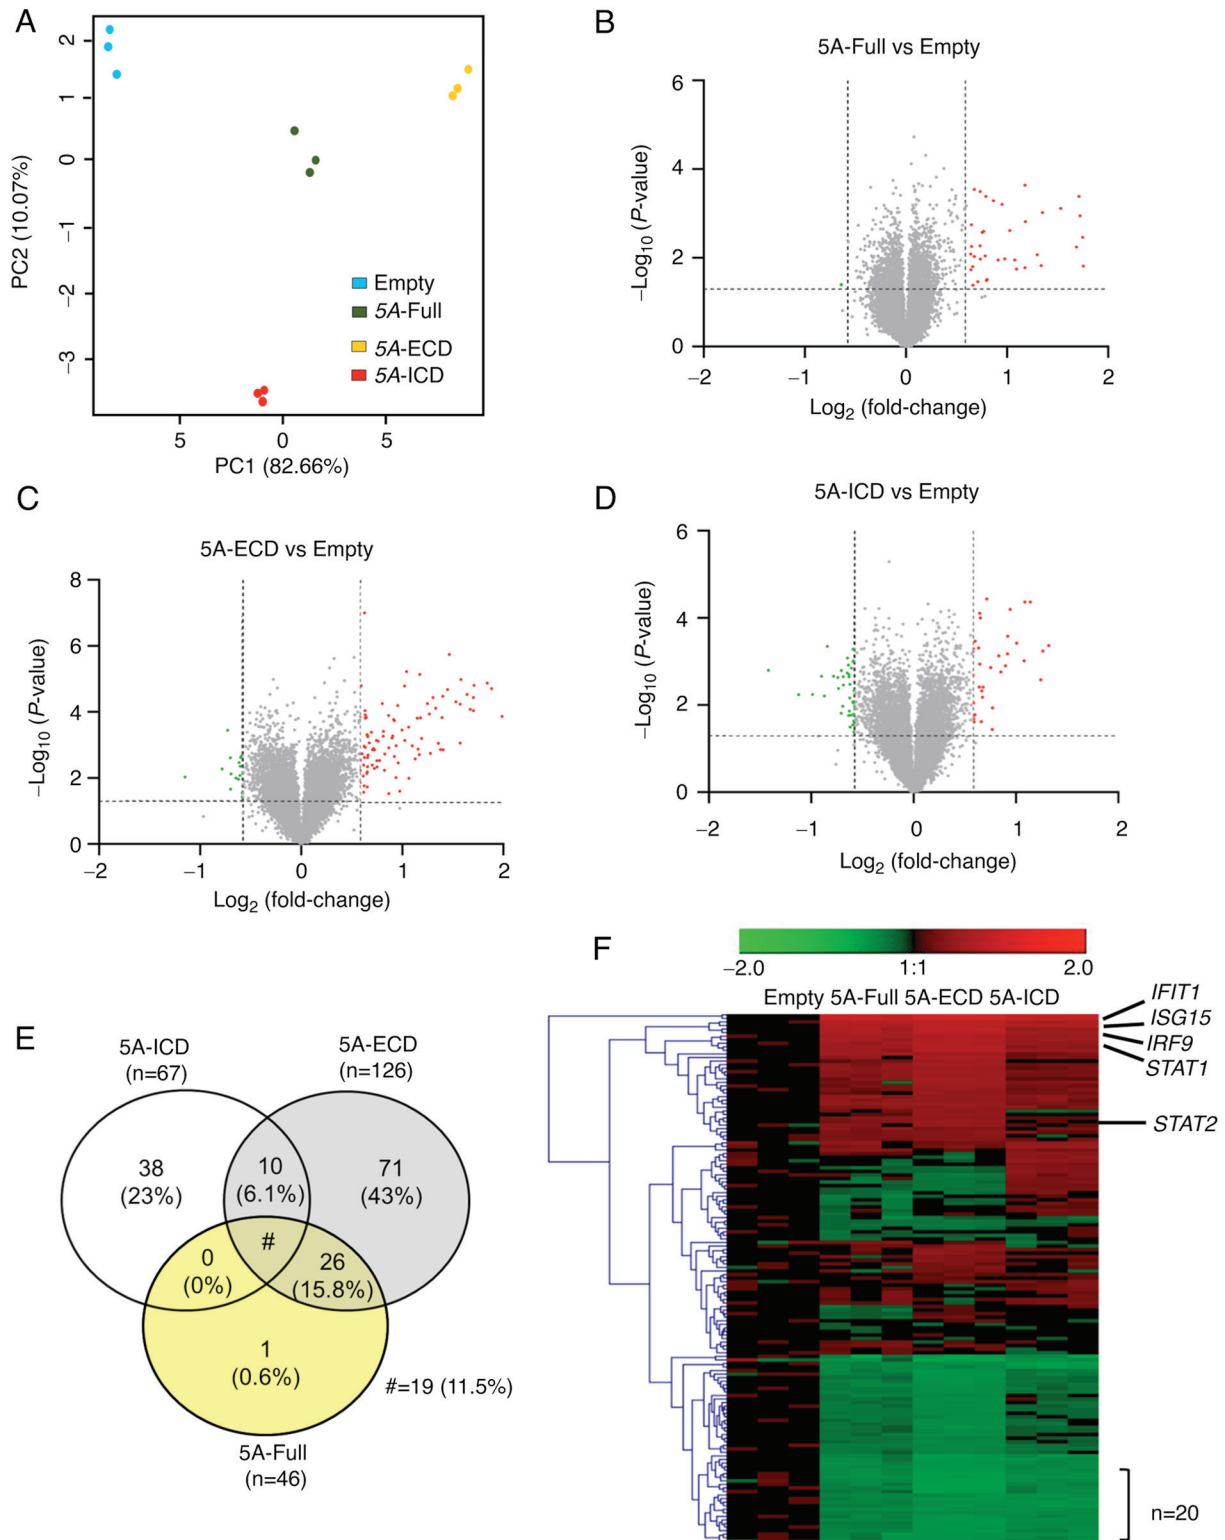 A
2
1
0
−1
−2
−3
PC2 (10.07%)
5
0
5
PC1 (82.66%)
Empty
5A-Full
5A-ECD
5A-ICD
B
5A-Full vs Empty
6
4
2
0
−Log10 (P-value)
−2
−1
0
1
2
Log2 (fold-change)
C
5A-ECD vs Empty
8
6
4
2
0
−Log10 (P-value)
−2
−1
0
1
2
Log2 (fold-change)
D
5A-ICD vs Empty
6
4
2
0
−Log10 (P-value)
−2
−1
0
1
2
Log2 (fold-change)
E
5A-ICD
(n=67)
5A-ECD
(n=126)
38
(23%)
10
(6.1%)
71
(43%)
#
0
(0%)
26
(15.8%)
1
(0.6%)
#=19 (11.5%)
5A-Full
(n=46)
F
−2.0
1:1
2.0
Empty 5A-Full 5A-ECD 5A-ICD
IFIT1
ISG15
IRF9
STAT1
STAT2
n=20